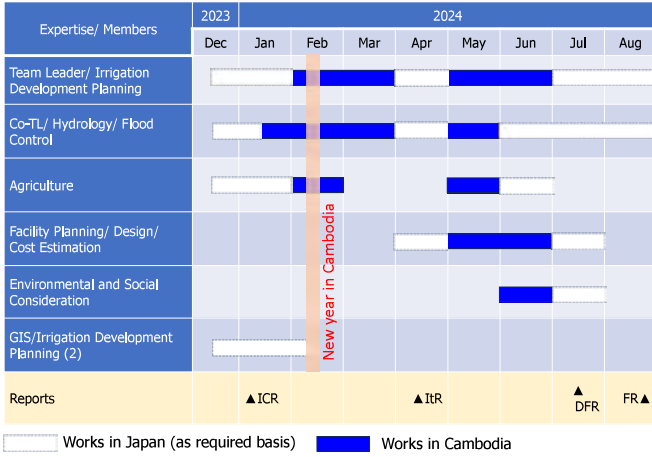 Expertise/ Members
2023
2024
Dec
Jan
Feb
Mar
Apr
May
Jun
Jul
Aug
Team Leader/ Irrigation
Development Planning
Co-TL/ Hydrology/ Flood
Control
Agriculture
Facility Planning/ Design/
Cost Estimation
Environmental and Social
Consideration
GIS/Irrigation Development
Planning (2)
New year in Cambodia
Reports
▲ICR
▲ItR
▲
DFR
FR▲
Works in Japan (as required basis)
Works in Cambodia